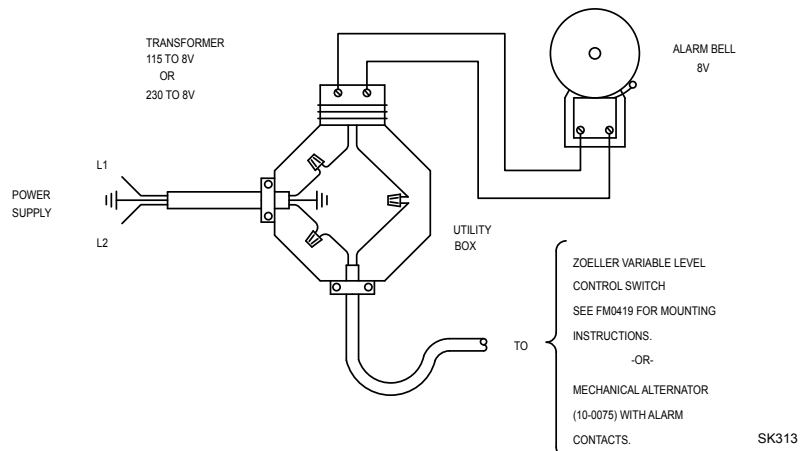 TRANSFORMER
115 TO 8V
OR
230 TO 8V
ALARM BELL
8V
L1
POWER
SUPPLY
L2
UTILITY
BOX
TO
ZOELLER VARIABLE LEVEL
CONTROL SWITCH
SEE FM0419 FOR MOUNTING
INSTRUCTIONS.
-OR-
MECHANICAL ALTERNATOR
(10-0075) WITH ALARM
CONTACTS.
SK313